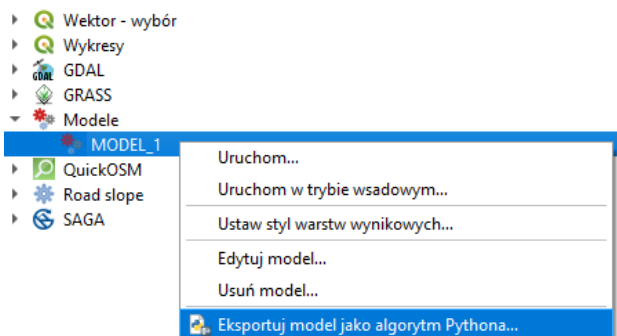 Wektor - wybór
Wykresy
GDAL
GDAL
GRASS
Modele
MODEL_1
QuickOSM
Road slope
SAGA
Uruchom...
Uruchom w trybie wsadowym...
Ustaw styl warstw wynikowych...
Edytuj model...
Usuń model...
Eksportuj model jako algorytm Pythona...